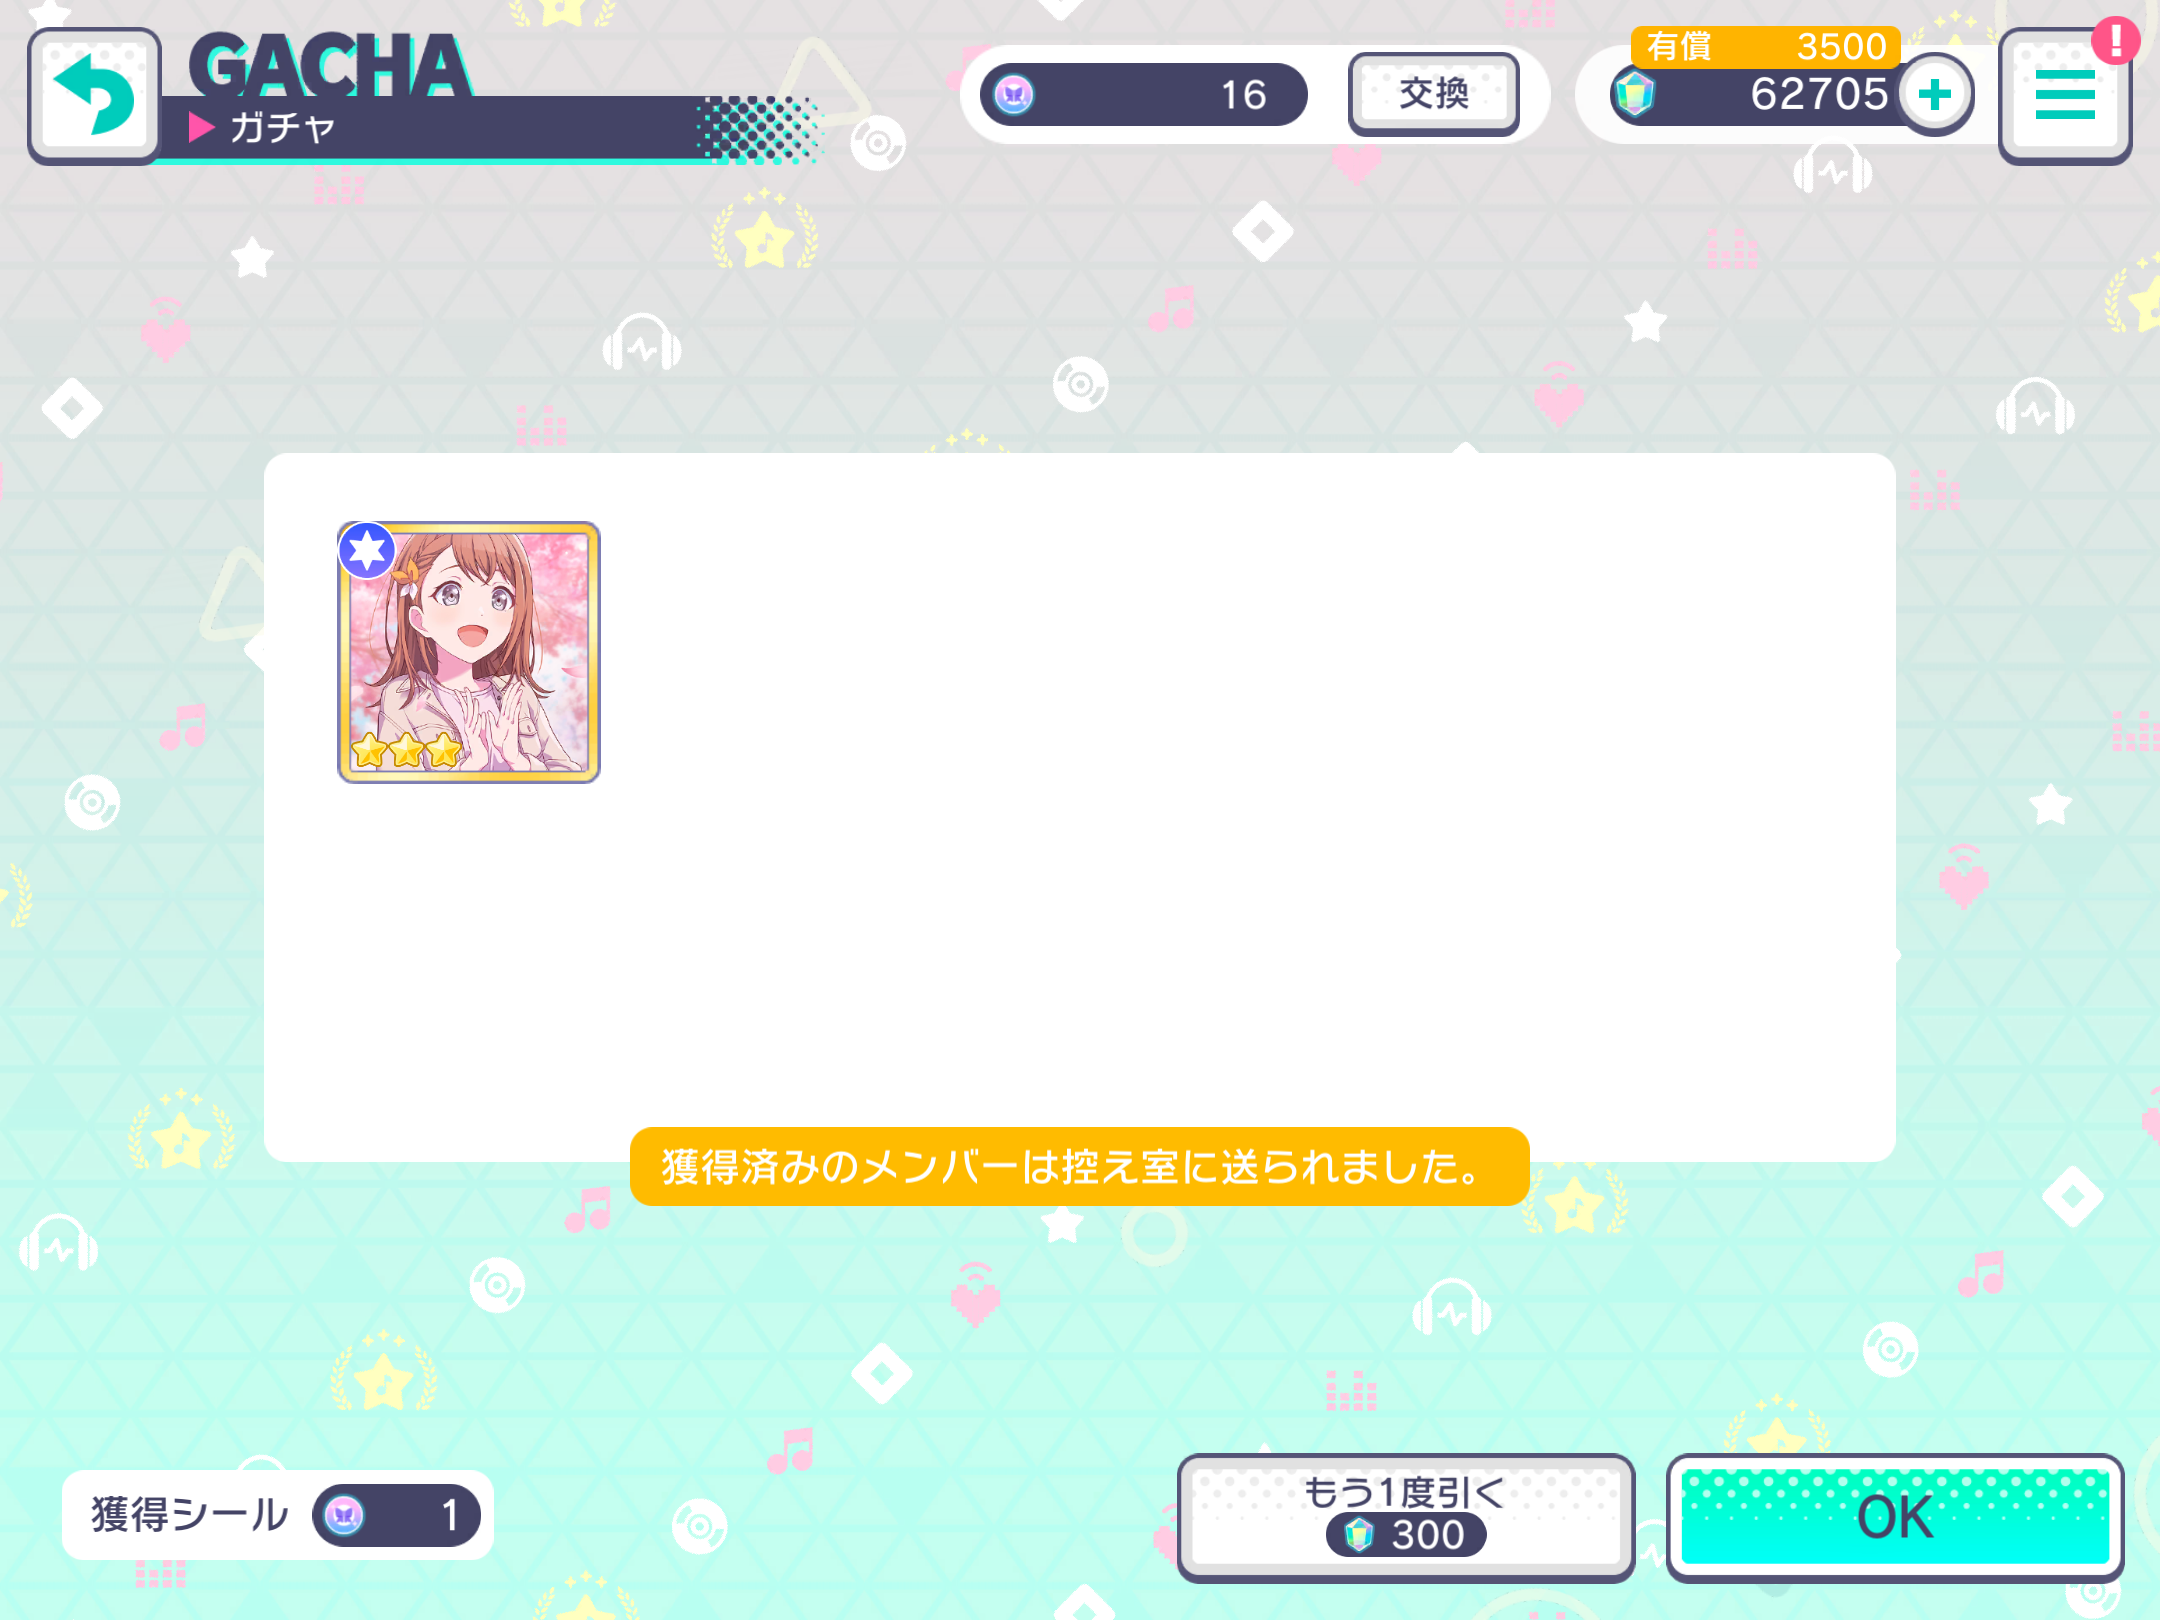 GACHA
ガチャ
16
交換
有償 3500
62705
獲得済みのメンバーは控え室に送られました。
獲得シール 1
もう1度引く
300
OK